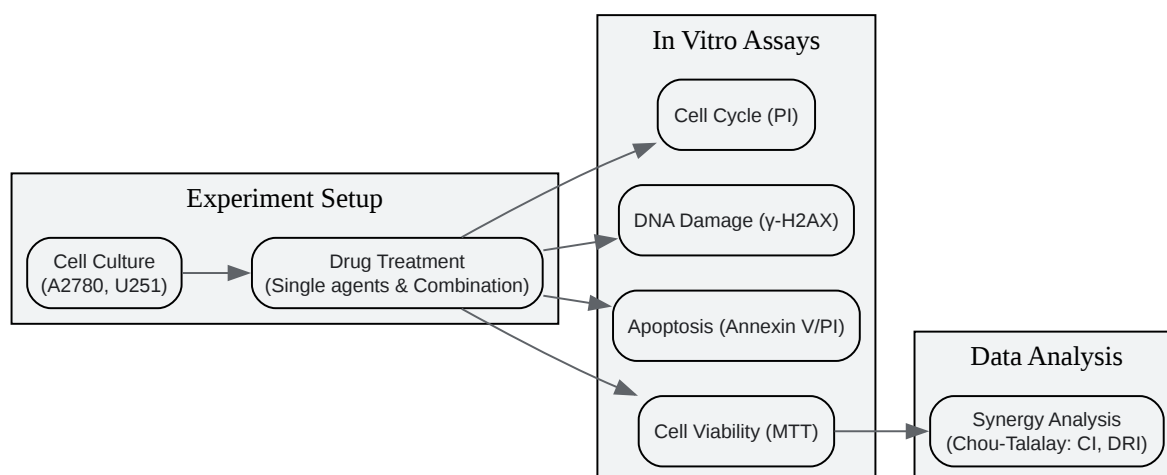 Experiment Setup
Cell Culture
(A2780, U251)
Drug Treatment
(Single agents & Combination)
In Vitro Assays
Cell Cycle (PI)
DNA Damage (γ-H2AX)
Apoptosis (Annexin V/PI)
Cell Viability (MTT)
Data Analysis
Synergy Analysis
(Chou-Talalay: CI, DRI)